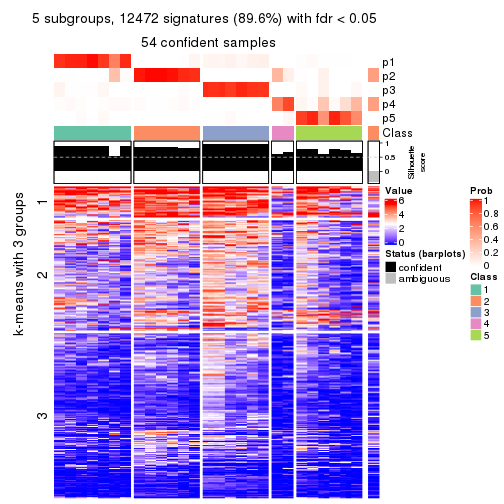 5 subgroups, 12472 signatures (89.6%) with fdr < 0.05
54 confident samples
p1
p2
p3
p4
p5
Class
1
0.5
0
Silhouette
score
k-means with 3 groups
1
2
3
Value
6
4
2
0
Status (barplots)
confident
ambiguous
Prob
1
0.8
0.6
0.4
0.2
0
Class
1
2
3
4
5